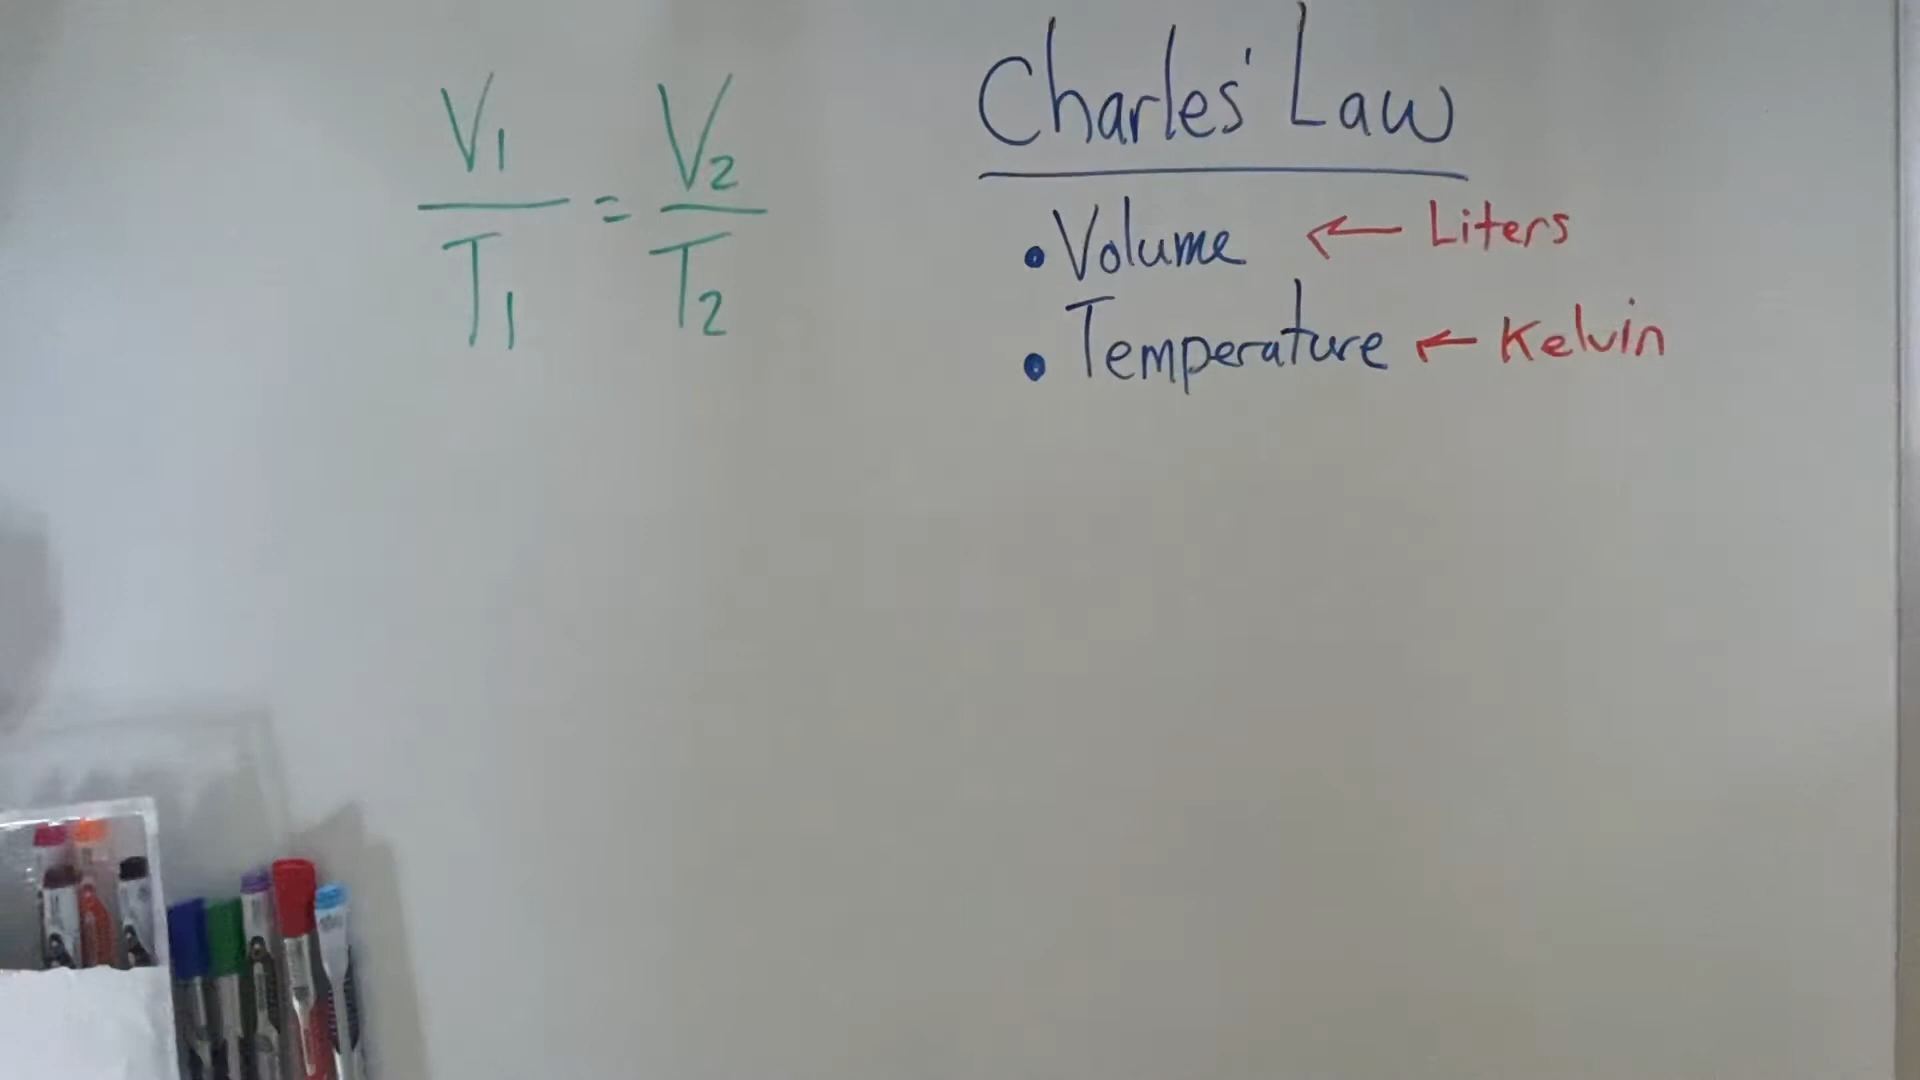 V1/T1 = V2/T2
Charles' Law
• Volume ← Liters
• Temperature ← Kelvin